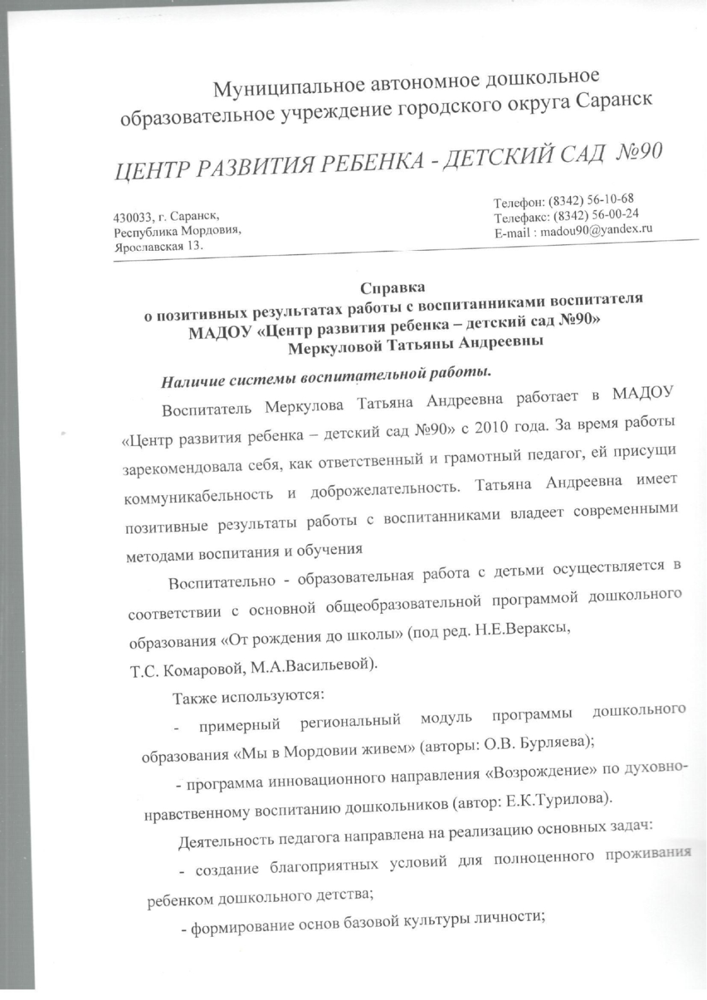 Муниципальное автономное дошкольное
образовательное учреждение городского округа Саранск
ЦЕНТР РАЗВИТИЯ РЕБЕНКА - ДЕТСКИЙ САД №90
430033, г. Саранск,
Республика Мордовия,
Ярославская 13.
Телефон: (8342) 56-10-68
Телефакс: (8342) 56-00-24
E-mail : madou90@yandex.ru
Справка
о позитивных результатах работы с воспитанниками воспитателя
МАДОУ «Центр развития ребенка – детский сад №90»
Меркуловой Татьяны Андреевны
Наличие системы воспитательной работы.
Воспитатель Меркулова Татьяна Андреевна работает в МАДОУ
«Центр развития ребенка – детский сад №90» с 2010 года. За время работы
зарекомендовала себя, как ответственный и грамотный педагог, ей присущи
коммуникабельность и доброжелательность. Татьяна Андреевна имеет
позитивные результаты работы с воспитанниками владеет современными
методами воспитания и обучения
Воспитательно - образовательная работа с детьми осуществляется в
соответствии с основной общеобразовательной программой дошкольного
образования «От рождения до школы» (под ред. Н.Е.Вераксы,
Т.С. Комаровой, М.А.Васильевой).
Также используются:
- примерный региональный модуль программы дошкольного
образования «Мы в Мордовии живем» (авторы: О.В. Бурляева);
- программа инновационного направления «Возрождение» по духовно-
нравственному воспитанию дошкольников (автор: Е.К.Турилова).
Деятельность педагога направлена на реализацию основных задач:
- создание благоприятных условий для полноценного проживания
ребенком дошкольного детства;
- формирование основ базовой культуры личности;